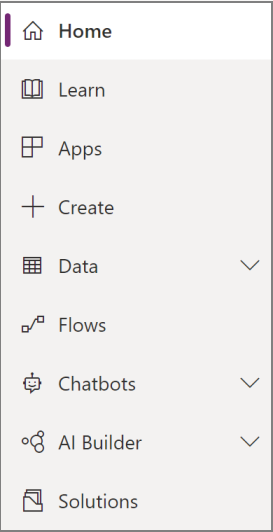 Home
Learn
Apps
Create
Data
Flows
Chatbots
AI Builder
Solutions